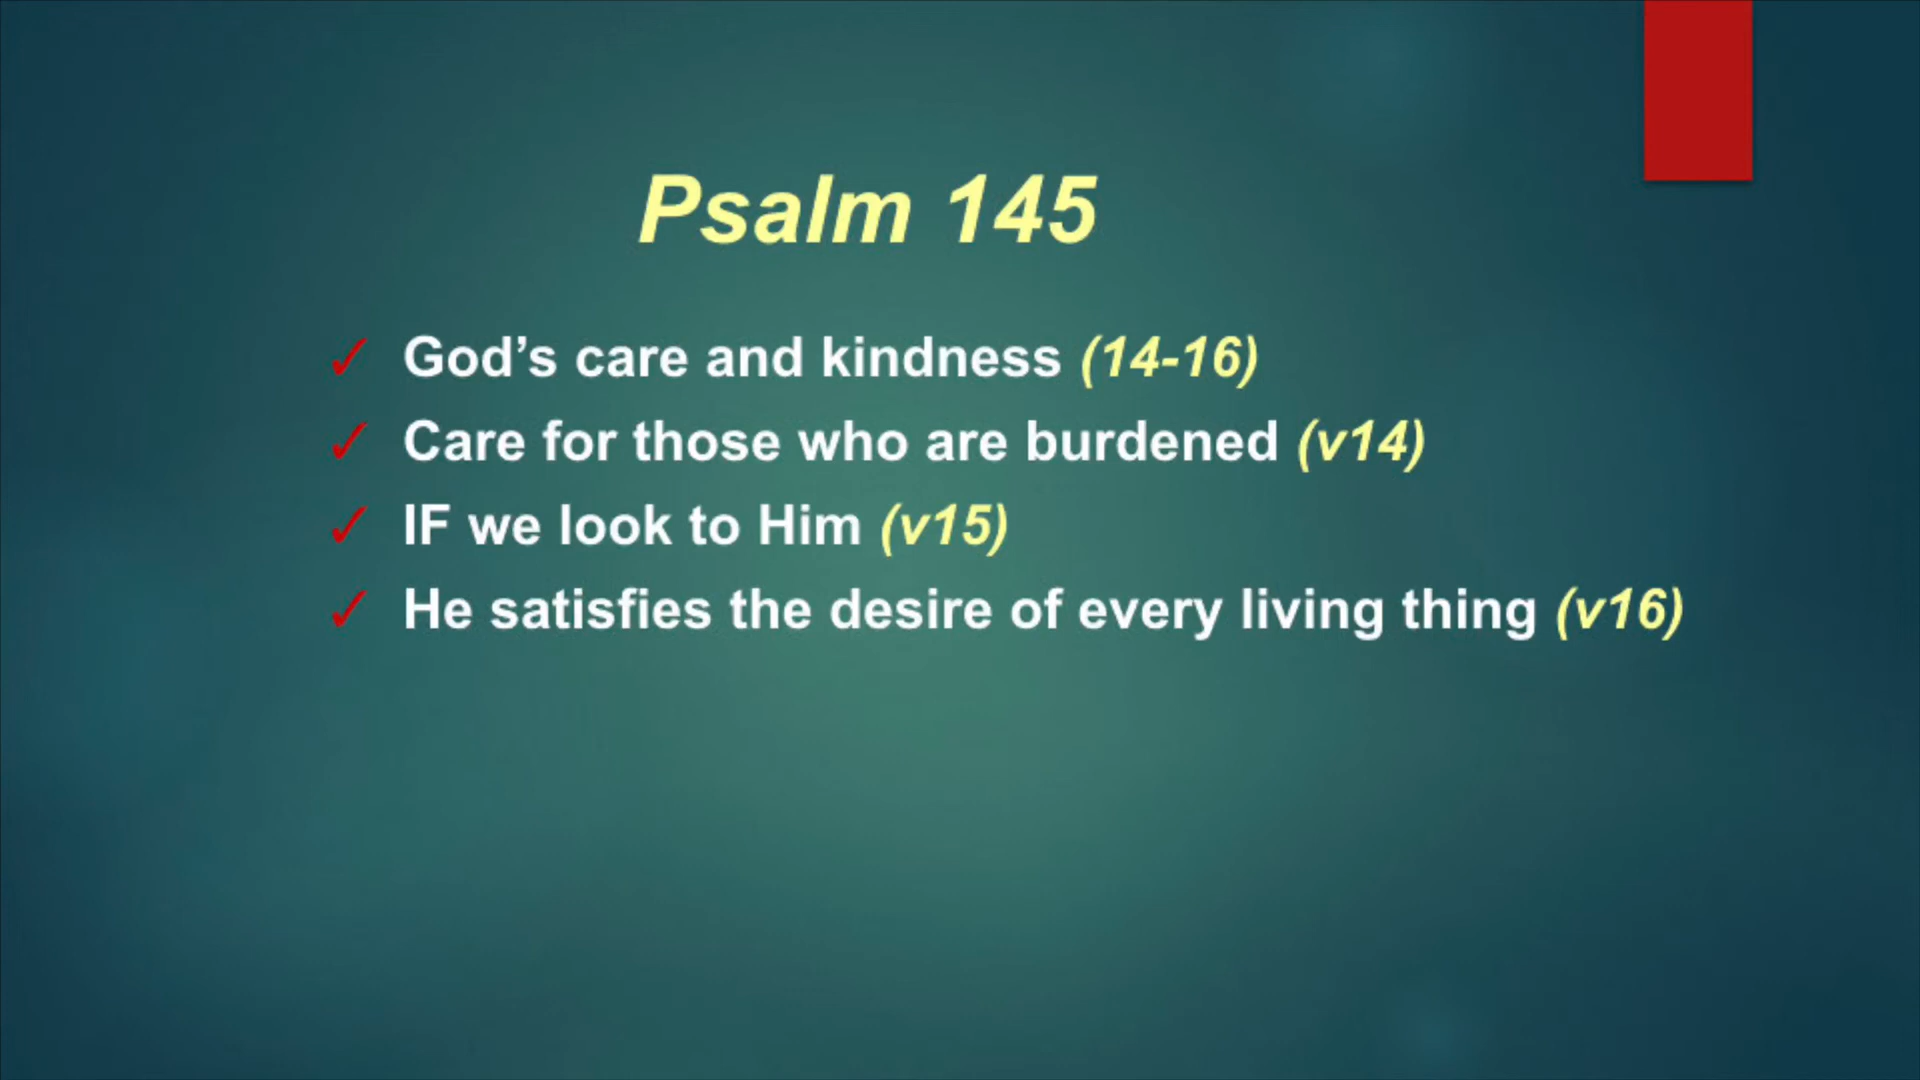 Psalm 145
✓ God’s care and kindness (14-16)
✓ Care for those who are burdened (v14)
✓ IF we look to Him (v15)
✓ He satisfies the desire of every living thing (v16)